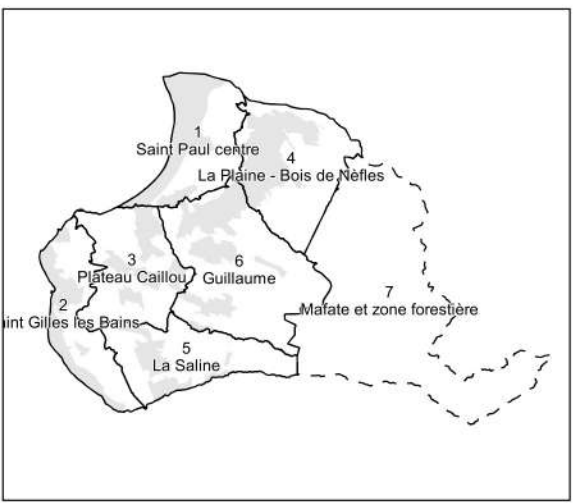 1
Saint Paul centre
4
La Plaine - Bois de Nèfles
3
Plateau Caillou
6
Guillaume
7
Mafate et zone forestière
2
int Gilles les Bains
5
La Saline